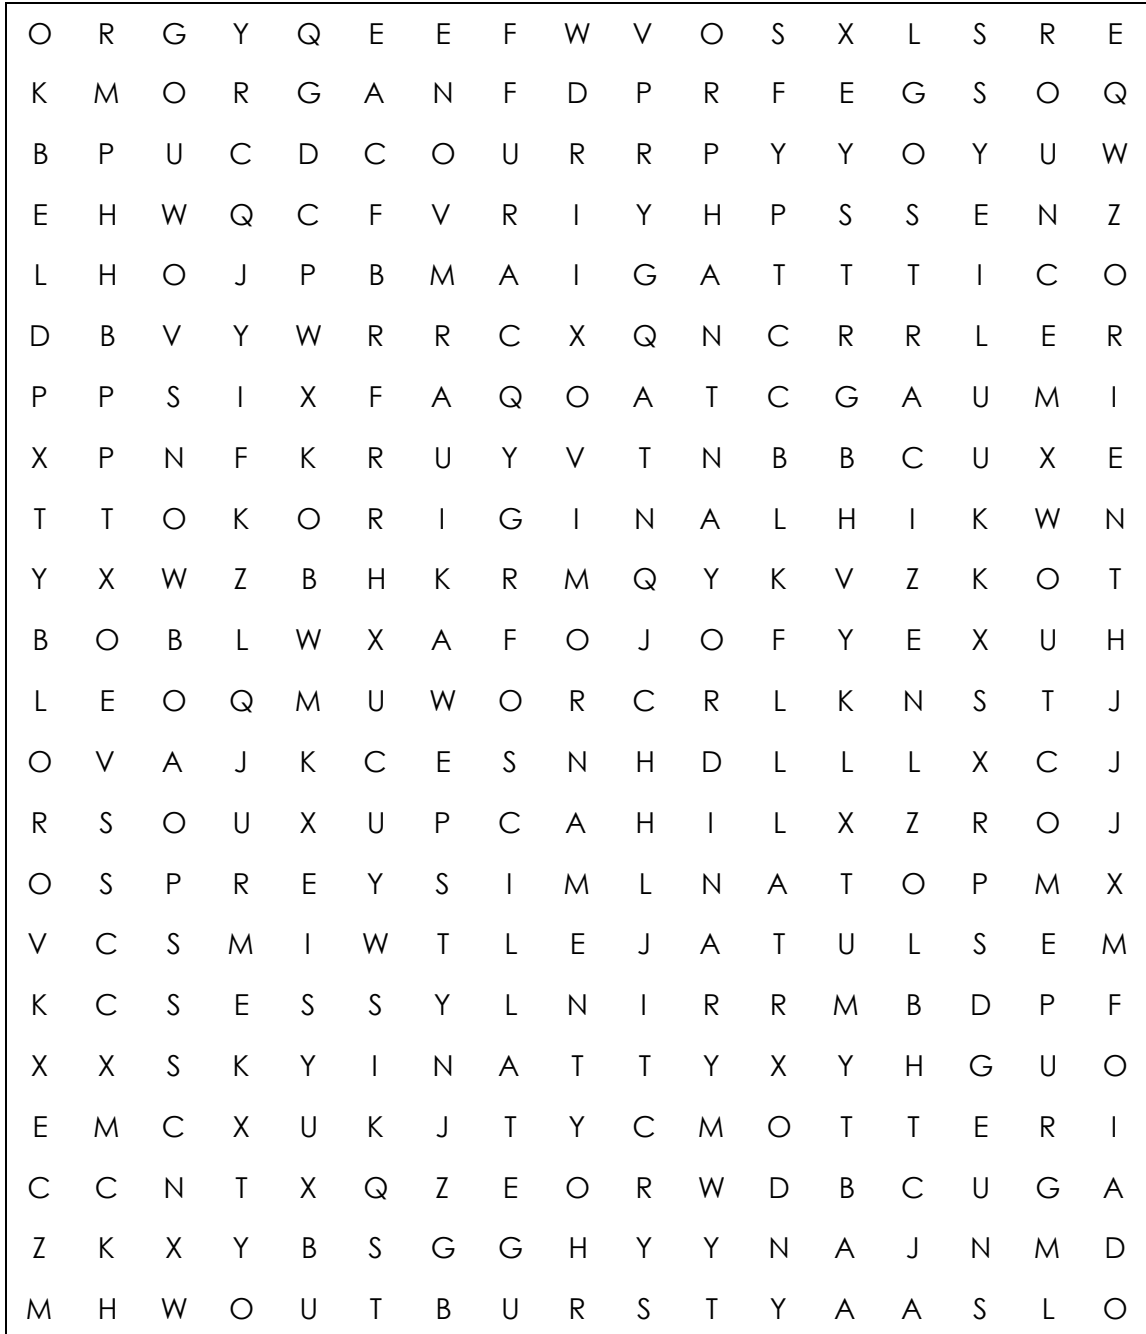 O R G Y Q E E F W V O S X L S R E
K M O R G A N F D P R F E G S O Q
B P U C D C O U R R P Y Y O Y U W
E H W Q C F V R I Y H P S S E N Z
L H O J P B M A I G A T T T I C O
D B V Y W R R C X Q N C R R L E R
P P S I X F A Q O A T C G A U M I
X P N F K R U Y V T N B B C U X E
T T O K O R I G I N A L H I K W N
Y X W Z B H K R M Q Y K V Z K O T
B O B L W X A F O J O F Y E X U H
L E O Q M U W O R C R L K N S T J
O V A J K C E S N H D L L L X C J
R S O U X U P C A H I L X Z R O J
O S P R E Y S I M L N A T O P M X
V C S M I W T L E J A T U L S E M
K C S E S S Y L N I R R M B D P F
X X S K Y I N A T T Y X Y H G U O
E M C X U K J T Y C M O T T E R I
C C N T X Q Z E O R W D B C U G A
Z K X Y B S G G H Y Y N A J N M D
M H W O U T B U R S T Y A A S L O